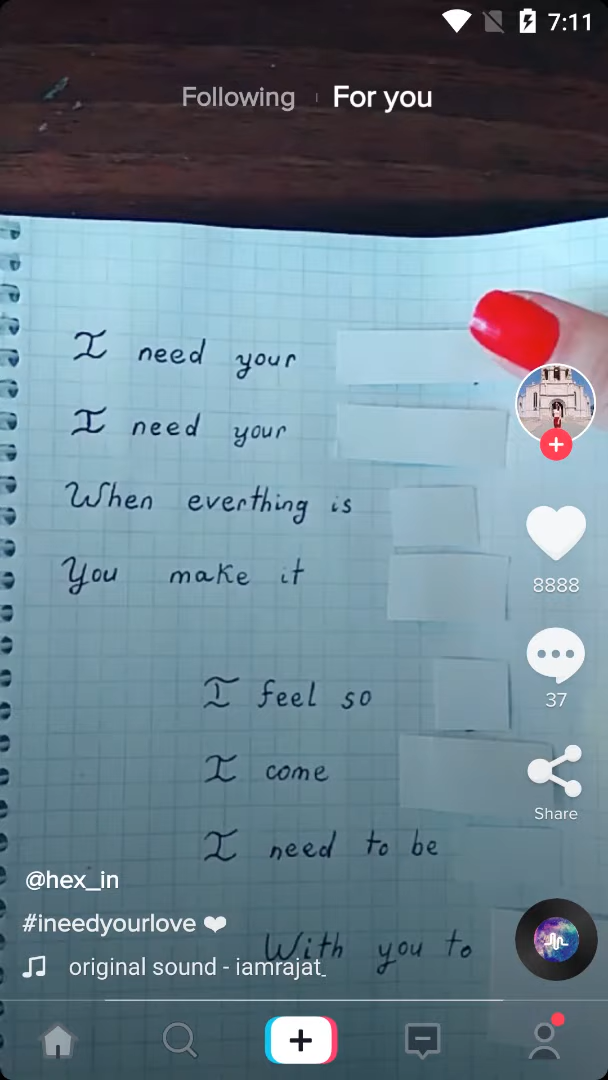 7:11
Following | For you
I need your
I need your
When everthing is
You make it
I feel so
I come
I need to be
With you to
8888
37
Share
@hex_in
#ineedyourlove ❤
original sound - iamrajat_